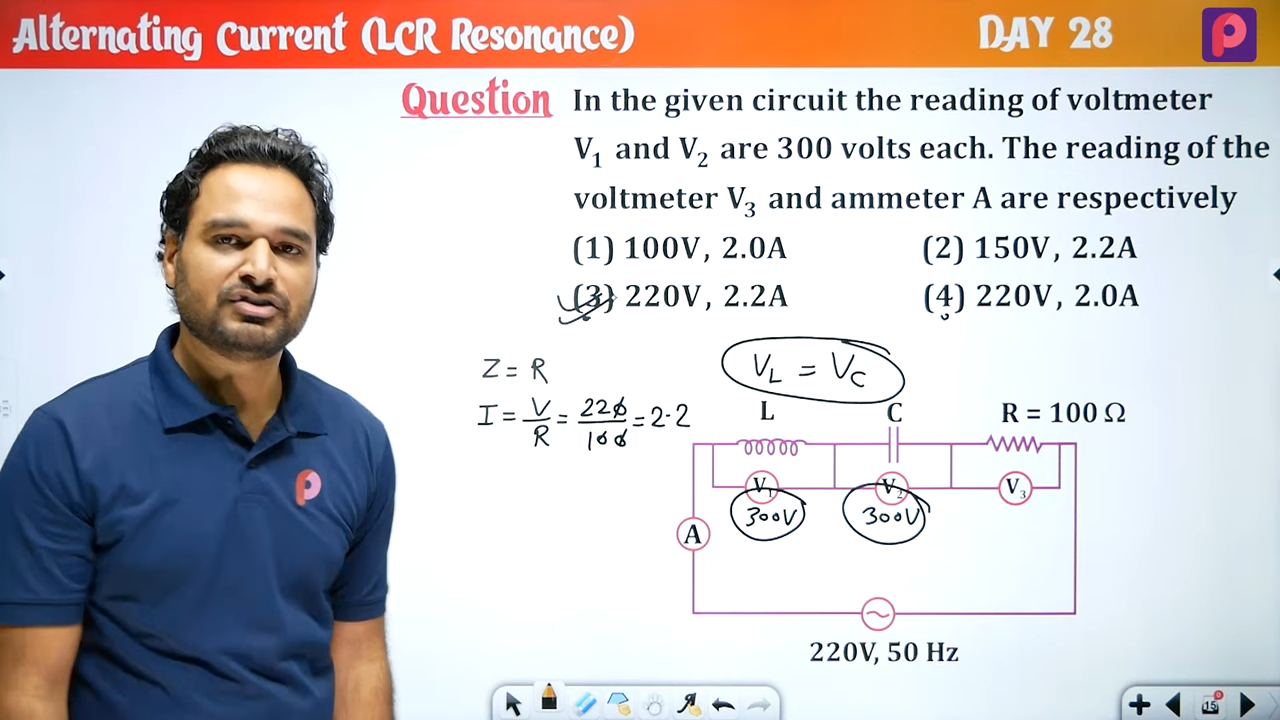 Alternating Current (LCR Resonance)
DAY 28
Question In the given circuit the reading of voltmeter
V₁ and V₂ are 300 volts each. The reading of the
voltmeter V₃ and ammeter A are respectively
(1) 100V, 2.0A (2) 150V, 2.2A
(3) 220V, 2.2A (4) 220V, 2.0A
Z = R
V_L = V_C
I = V/R = 220/100 = 2.2
L C R = 100 Ω
V₁ V₂ V₃
300V 300V
A
220V, 50 Hz
15